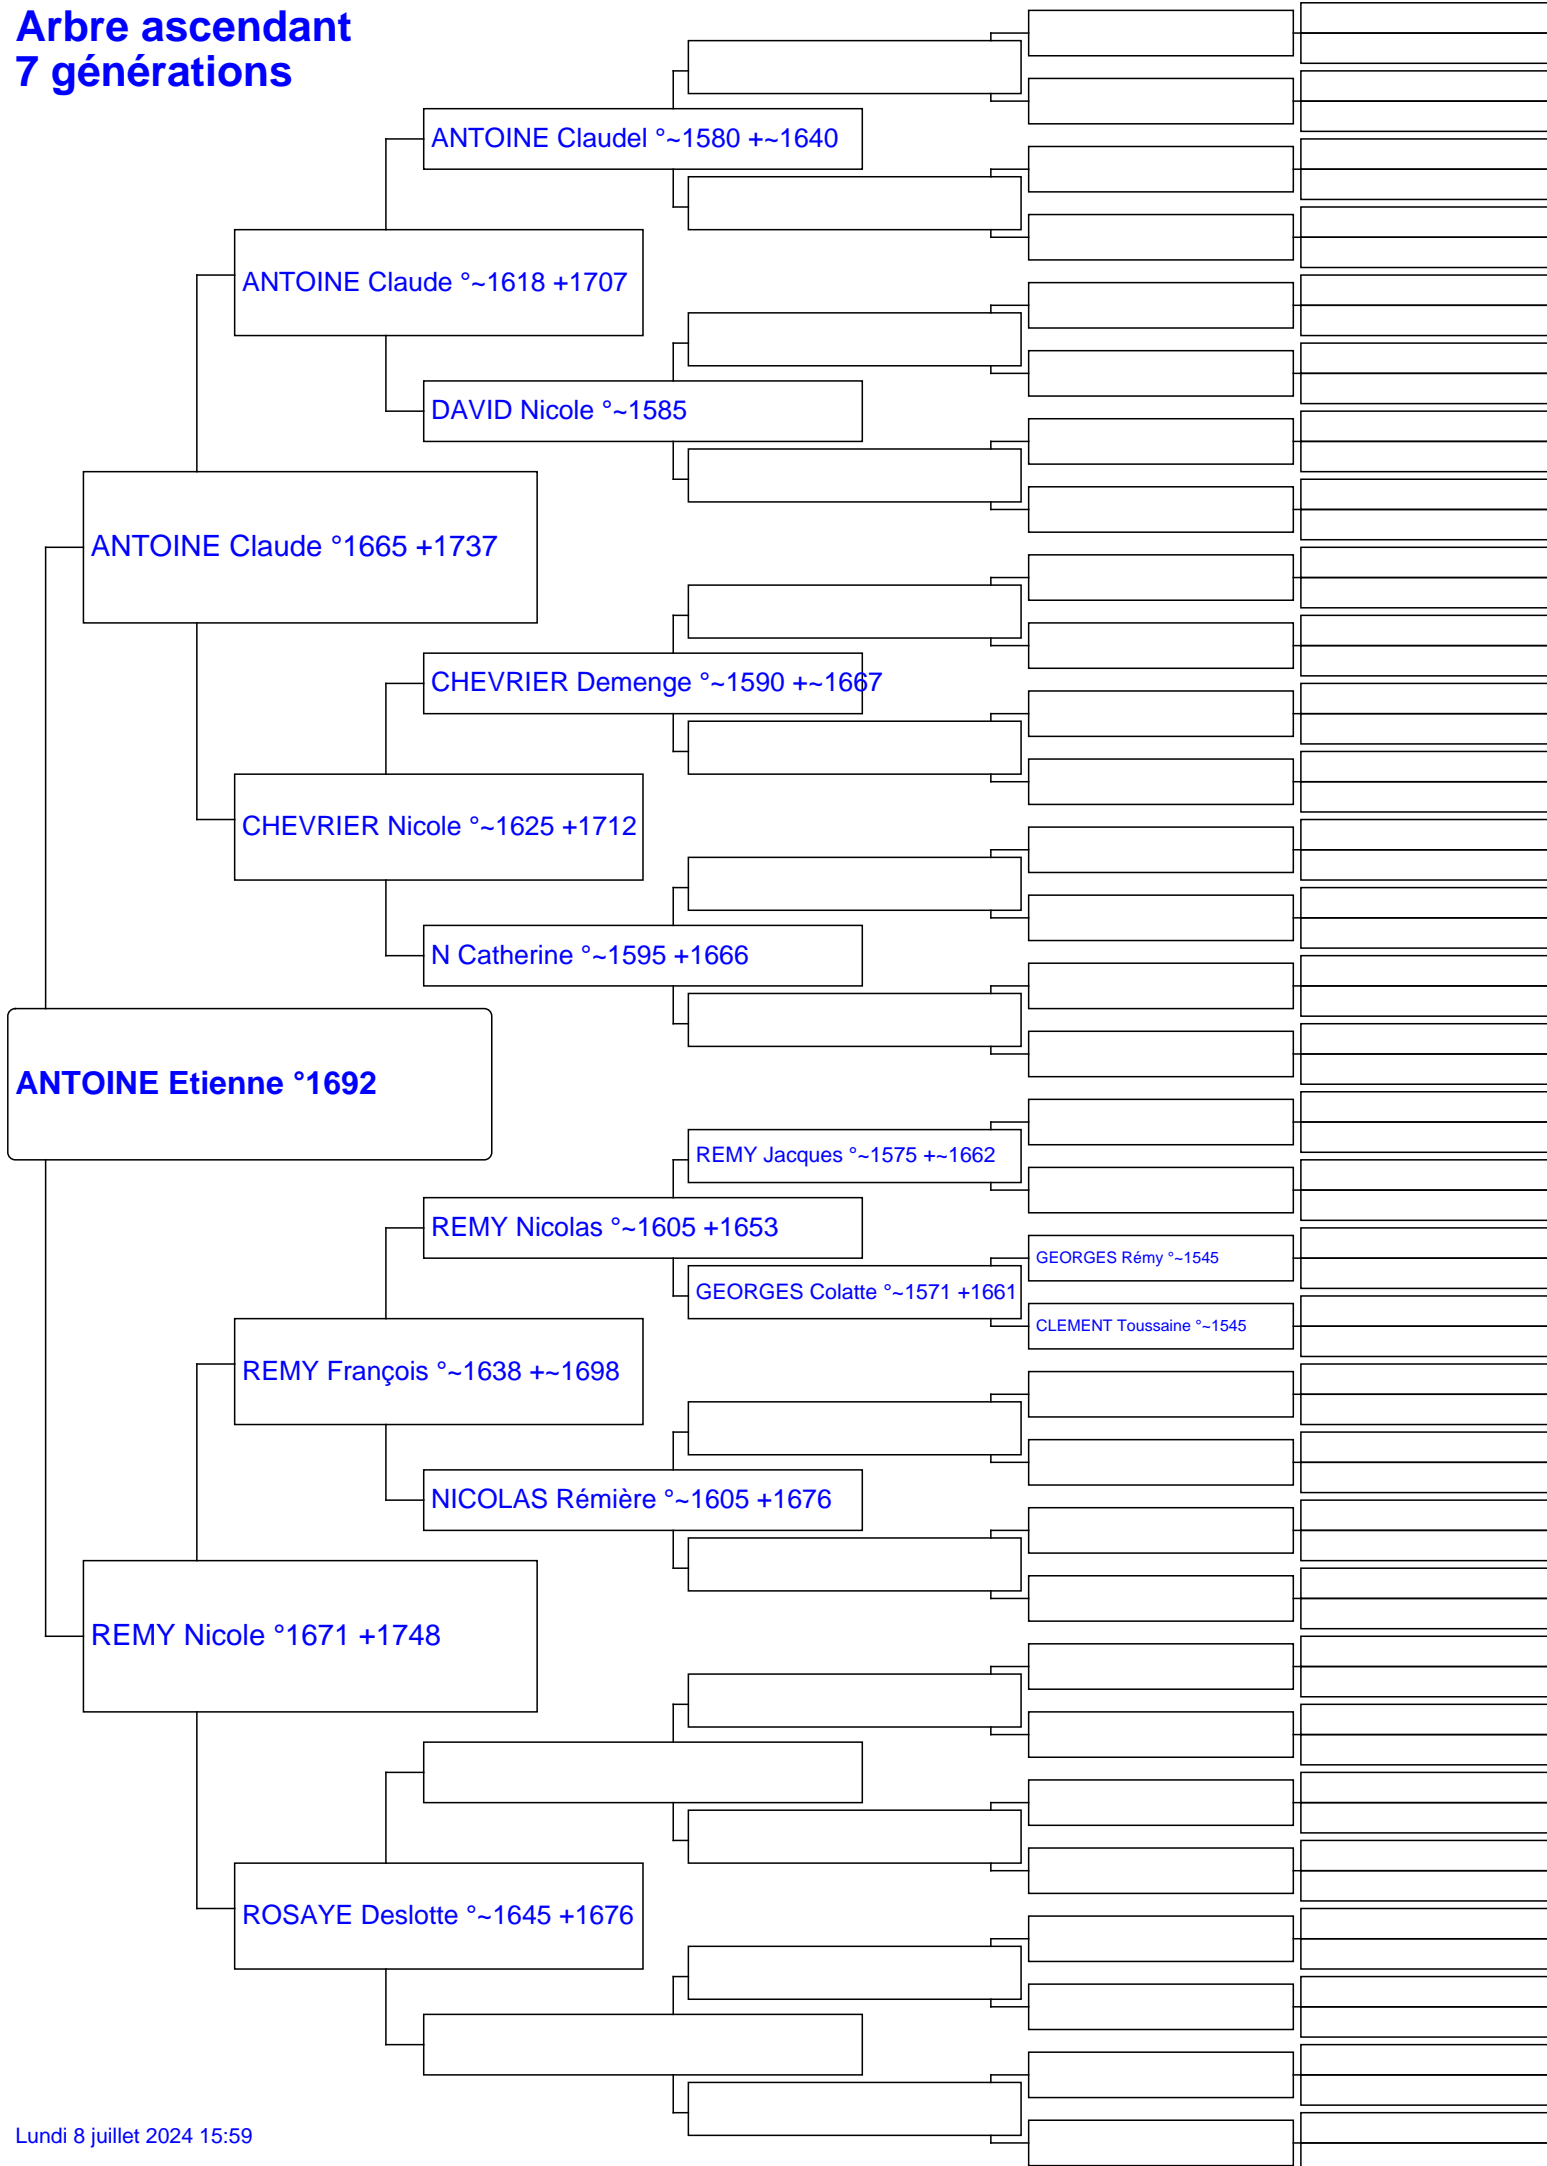 Arbre ascendant
7 générations
ANTOINE Claudel °~1580 +~1640
ANTOINE Claude °~1618 +1707
DAVID Nicole °~1585
ANTOINE Claude °1665 +1737
CHEVRIER Demenge °~1590 +~1667
CHEVRIER Nicole °~1625 +1712
N Catherine °~1595 +1666
ANTOINE Etienne °1692
REMY Jacques °~1575 +~1662
REMY Nicolas °~1605 +1653
GEORGES Rémy °~1545
GEORGES Colatte °~1571 +1661
CLEMENT Toussaine °~1545
REMY François °~1638 +~1698
NICOLAS Rémière °~1605 +1676
REMY Nicole °1671 +1748
ROSAYE Deslotte °~1645 +1676
Lundi 8 juillet 2024 15:59